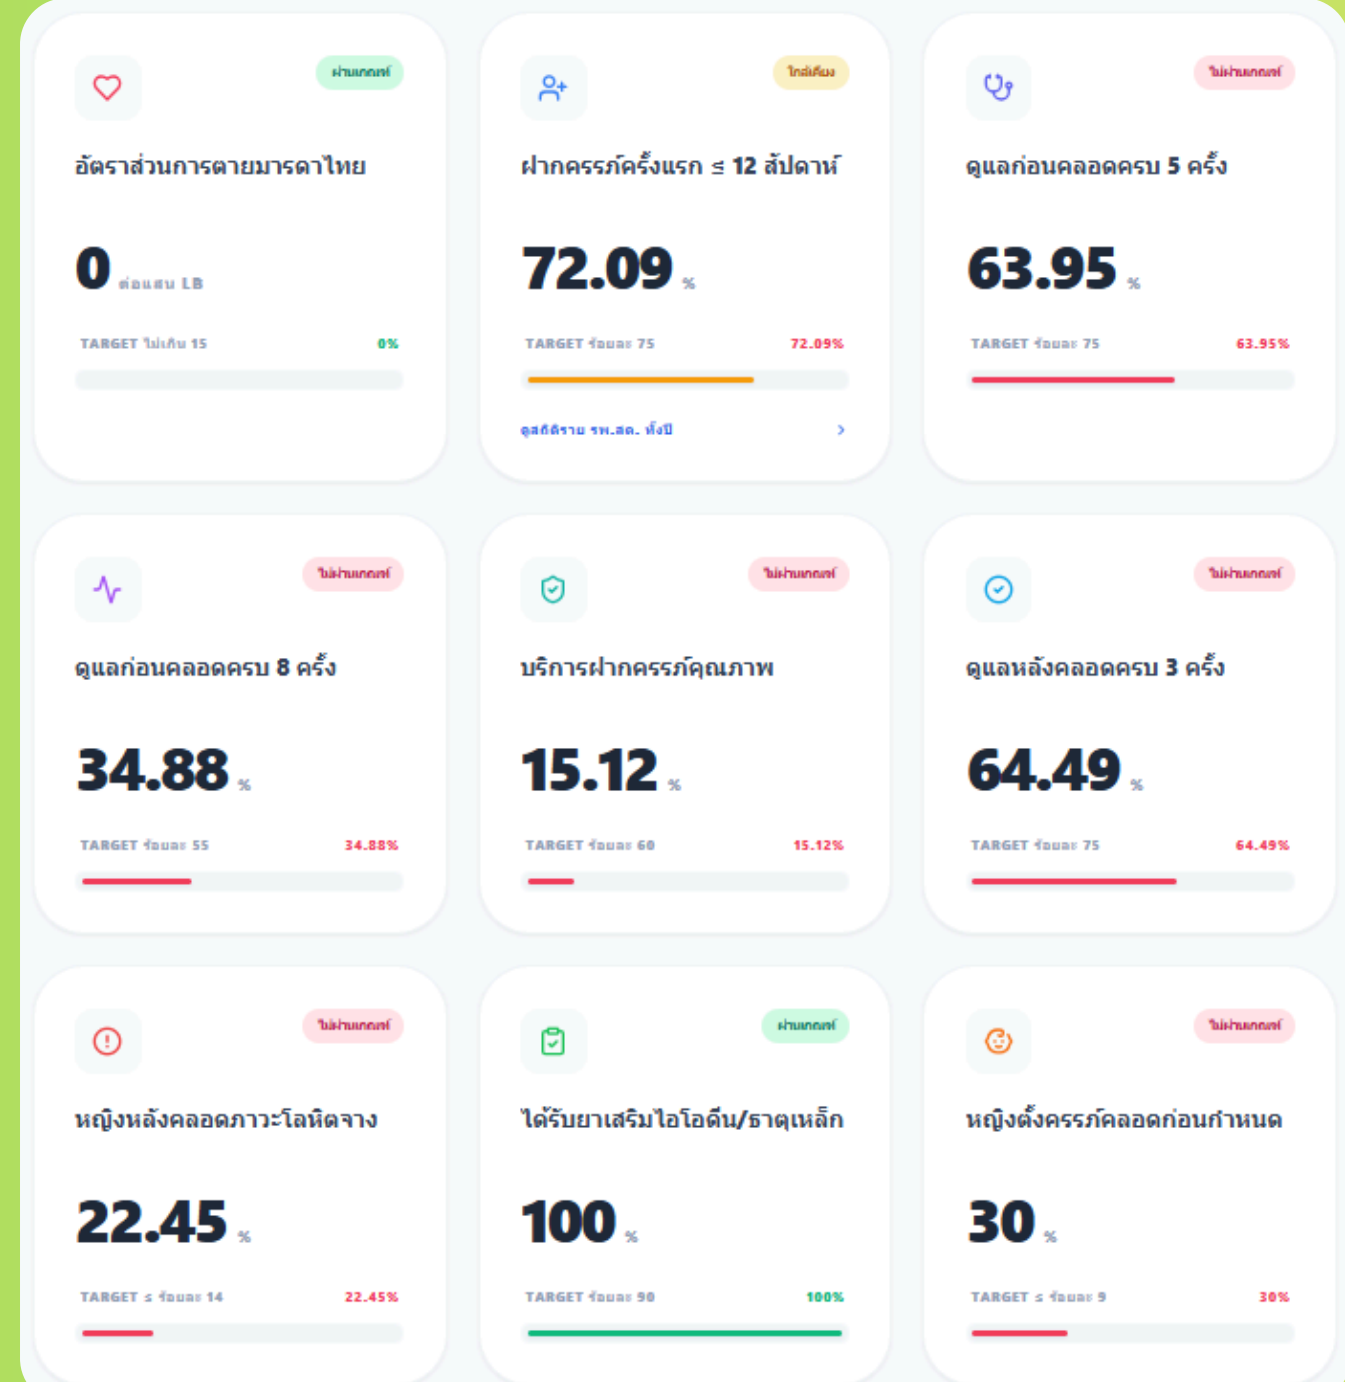 ผ่านเกณฑ์
อัตราส่วนการตายมารดาไทย
0 ต่อแสน LB
TARGET ไม่เกิน 15 0%
ใกล้เคียง
ฝากครรภ์ครั้งแรก ≤ 12 สัปดาห์
72.09 %
TARGET ร้อยละ 75 72.09%
ดูสถิติราย รพ.สต. ทั้งปี
ไม่ผ่านเกณฑ์
ดูแลก่อนคลอดครบ 5 ครั้ง
63.95 %
TARGET ร้อยละ 75 63.95%
ไม่ผ่านเกณฑ์
ดูแลก่อนคลอดครบ 8 ครั้ง
34.88 %
TARGET ร้อยละ 55 34.88%
ไม่ผ่านเกณฑ์
บริการฝากครรภ์คุณภาพ
15.12 %
TARGET ร้อยละ 60 15.12%
ไม่ผ่านเกณฑ์
ดูแลหลังคลอดครบ 3 ครั้ง
64.49 %
TARGET ร้อยละ 75 64.49%
ไม่ผ่านเกณฑ์
หญิงหลังคลอดภาวะโลหิตจาง
22.45 %
TARGET ≤ ร้อยละ 14 22.45%
ผ่านเกณฑ์
ได้รับยาเสริมไอโอดีน/ธาตุเหล็ก
100 %
TARGET ร้อยละ 90 100%
ไม่ผ่านเกณฑ์
หญิงตั้งครรภ์คลอดก่อนกำหนด
30 %
TARGET ≤ ร้อยละ 9 30%